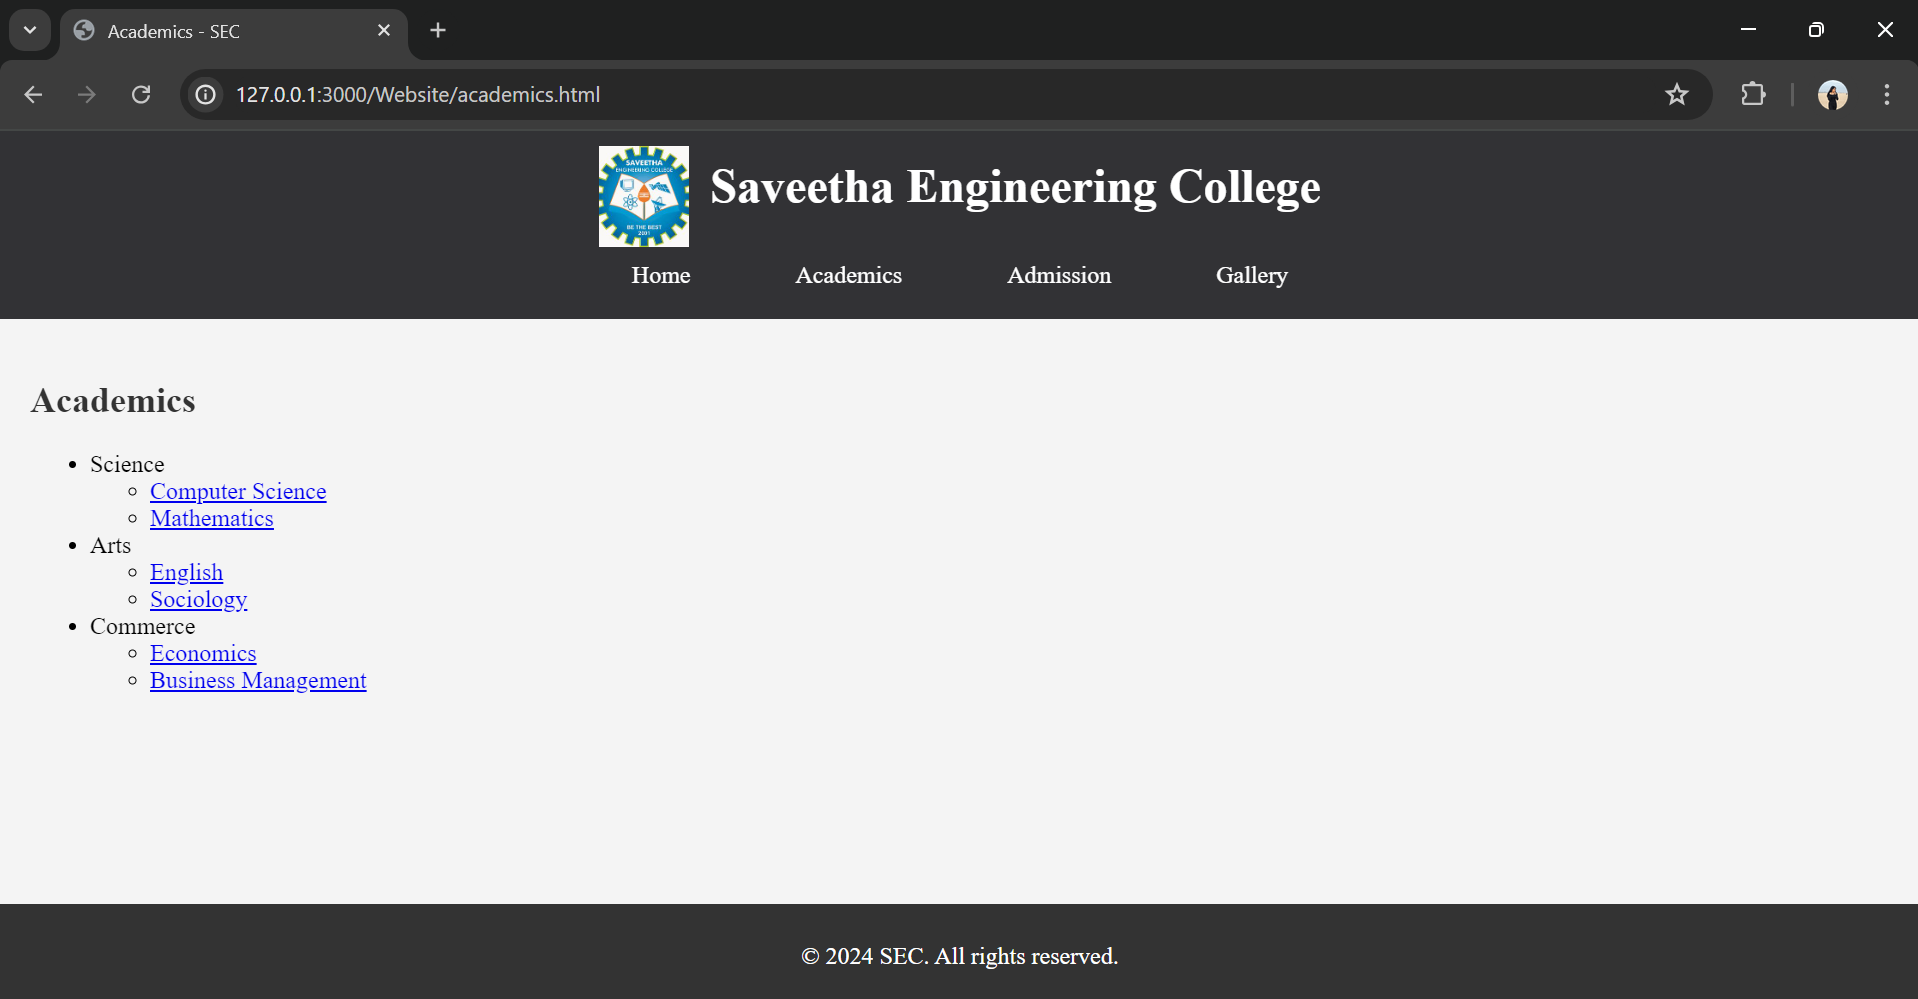 Academics - SEC
127.0.0.1:3000/Website/academics.html
SAVEETHA
ENGINEERING COLLEGE
BE THE BEST
2001
Saveetha Engineering College
Home Academics Admission Gallery
Academics
Science
Computer Science
Mathematics
Arts
English
Sociology
Commerce
Economics
Business Management
© 2024 SEC. All rights reserved.